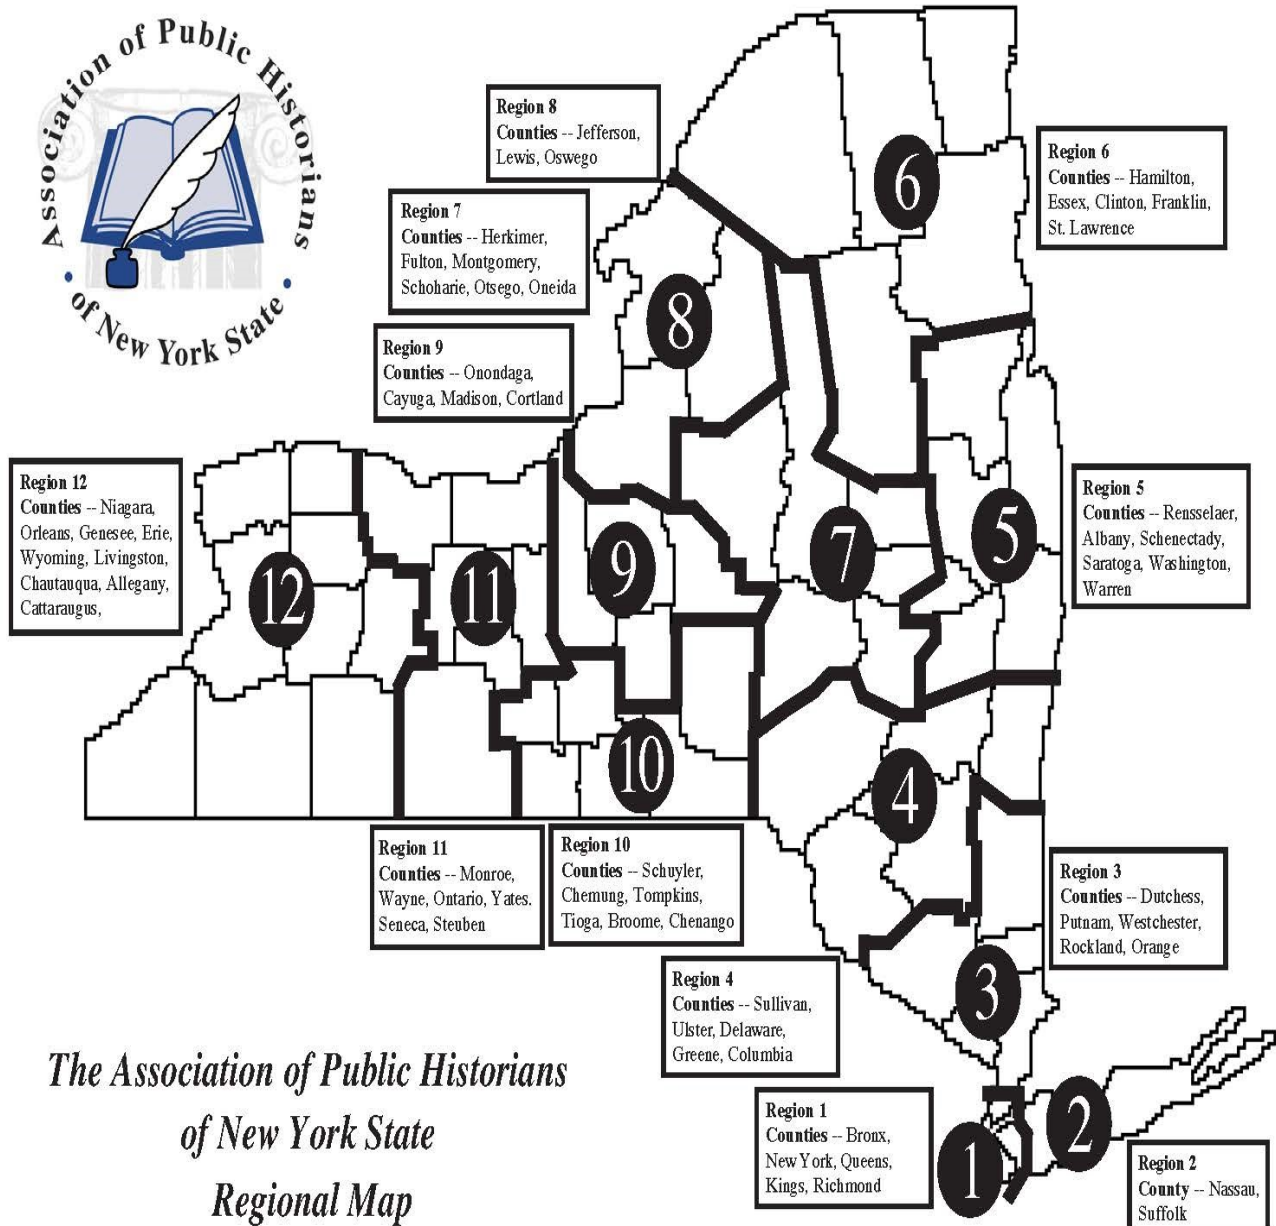 Association of Public Historians
of New York State
Region 8
Counties -- Jefferson,
Lewis, Oswego
6
Region 6
Counties -- Hamilton,
Essex, Clinton, Franklin,
St. Lawrence
Region 7
Counties -- Herkimer,
Fulton, Montgomery,
Schoharie, Otsego, Oneida
8
Region 9
Counties -- Onondaga,
Cayuga, Madison, Cortland
Region 12
Counties -- Niagara,
Orleans, Genesee, Erie,
Wyoming, Livingston,
Chautauqua, Allegany,
Cattaraugus,
12
11
9
7
5
Region 5
Counties -- Rensselaer,
Albany, Schenectady,
Saratoga, Washington,
Warren
10
4
Region 11
Counties -- Monroe,
Wayne, Ontario, Yates.
Seneca, Steuben
Region 10
Counties -- Schuyler,
Chemung, Tompkins,
Tioga, Broome, Chenango
Region 3
Counties -- Dutchess,
Putnam, Westchester,
Rockland, Orange
3
Region 4
Counties -- Sullivan,
Ulster, Delaware,
Greene, Columbia
The Association of Public Historians
of New York State
Regional Map
Region 1
Counties -- Bronx,
New York, Queens,
Kings, Richmond
1
2
Region 2
County -- Nassau,
Suffolk